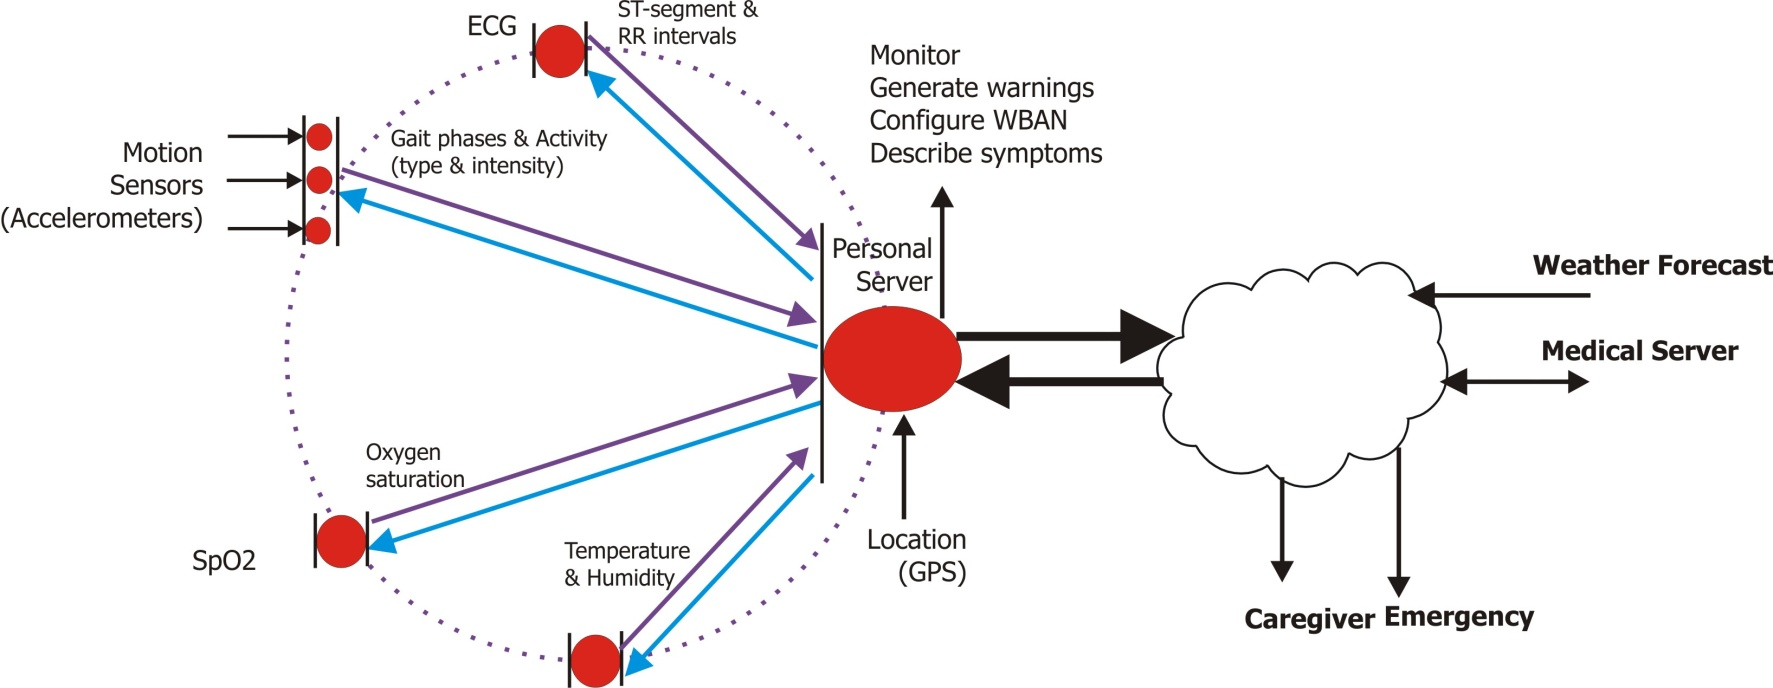 ECG
ST-segment &
RR intervals
Monitor
Generate warnings
Configure WBAN
Describe symptoms
Motion
Sensors
(Accelerometers)
Gait phases & Activity
(type & intensity)
Personal
Server
Weather Forecast
Medical Server
Oxygen
saturation
SpO2
Temperature
& Humidity
Location
(GPS)
Caregiver
Emergency